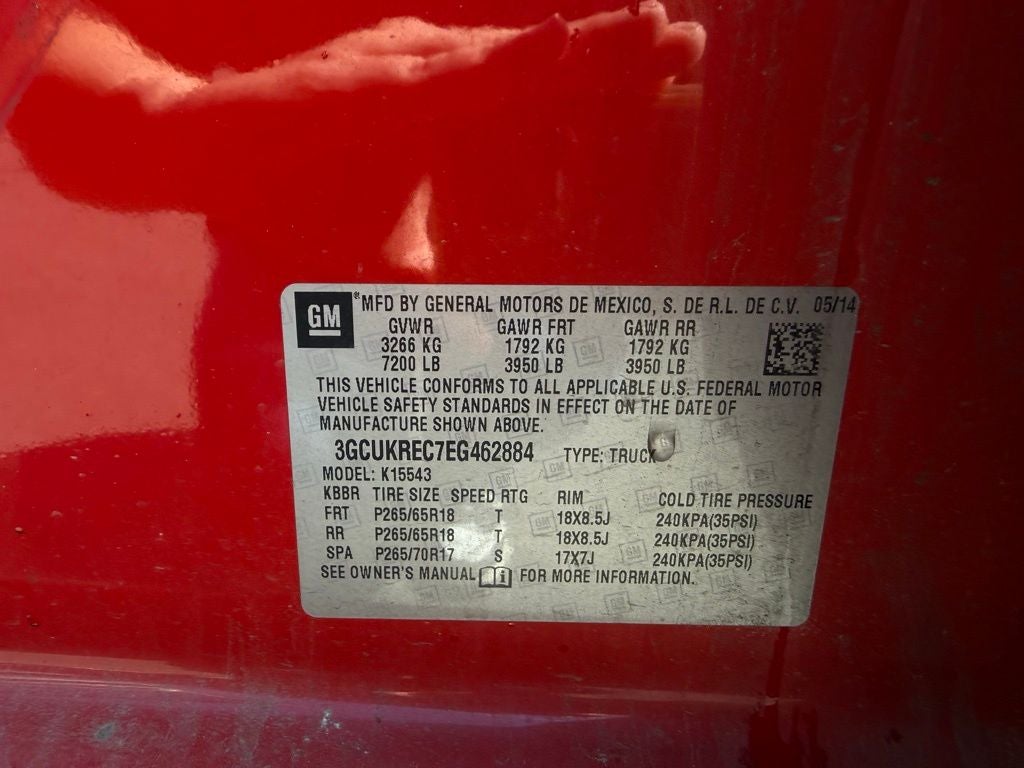 GM ® MFD BY GENERAL MOTORS DE MEXICO, S. DE R.L. DE C.V. 05/14
GVWR GAWR FRT GAWR RR
3266 KG 1792 KG 1792 KG
7200 LB 3950 LB 3950 LB
THIS VEHICLE CONFORMS TO ALL APPLICABLE U.S. FEDERAL MOTOR
VEHICLE SAFETY STANDARDS IN EFFECT ON THE DATE OF
MANUFACTURE SHOWN ABOVE.
3GCUKREC7EG462884 TYPE: TRUCK
MODEL: K15543
KBBR TIRE SIZE SPEED RTG RIM COLD TIRE PRESSURE
FRT P265/65R18 T 18X8.5J 240KPA(35PSI)
RR P265/65R18 T 18X8.5J 240KPA(35PSI)
SPA P265/70R17 S 17X7J 240KPA(35PSI)
SEE OWNER'S MANUAL i FOR MORE INFORMATION.